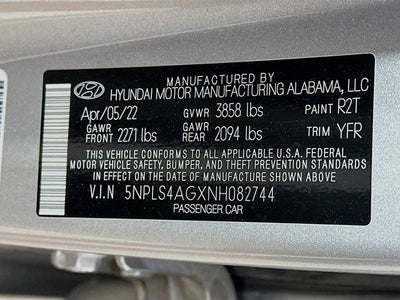 MANUFACTURED BY
HYUNDAI MOTOR MANUFACTURING ALABAMA, LLC
Apr/05/22 GVWR 3858 lbs PAINT R2T
GAWR FRONT 2271 lbs GAWR REAR 2094 lbs TRIM YFR
THIS VEHICLE CONFORMS TO ALL APPLICABLE U.S.A. FEDERAL
MOTOR VEHICLE SAFETY, BUMPER, AND THEFT PREVENTION
STANDARDS IN EFFECT ON THE DATE OF MANUFACTURE SHOWN ABOVE.
V.I.N 5NPLS4AGXNH082744
PASSENGER CAR